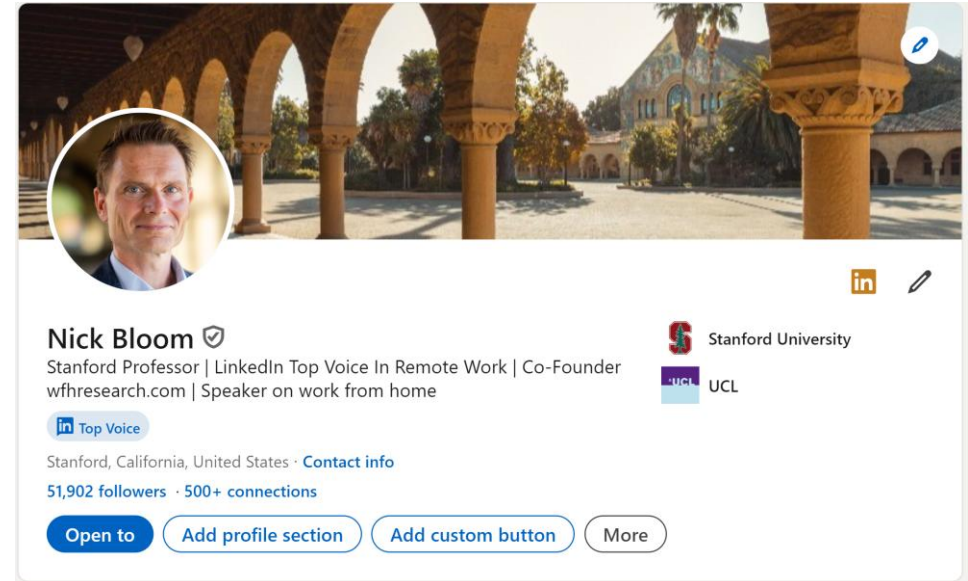 in
Nick Bloom
Stanford Professor | LinkedIn Top Voice In Remote Work | Co-Founder
wfhresearch.com | Speaker on work from home
in Top Voice
Stanford, California, United States · Contact info
51,902 followers · 500+ connections
Open to
Add profile section
Add custom button
More
S Stanford University
UCL UCL